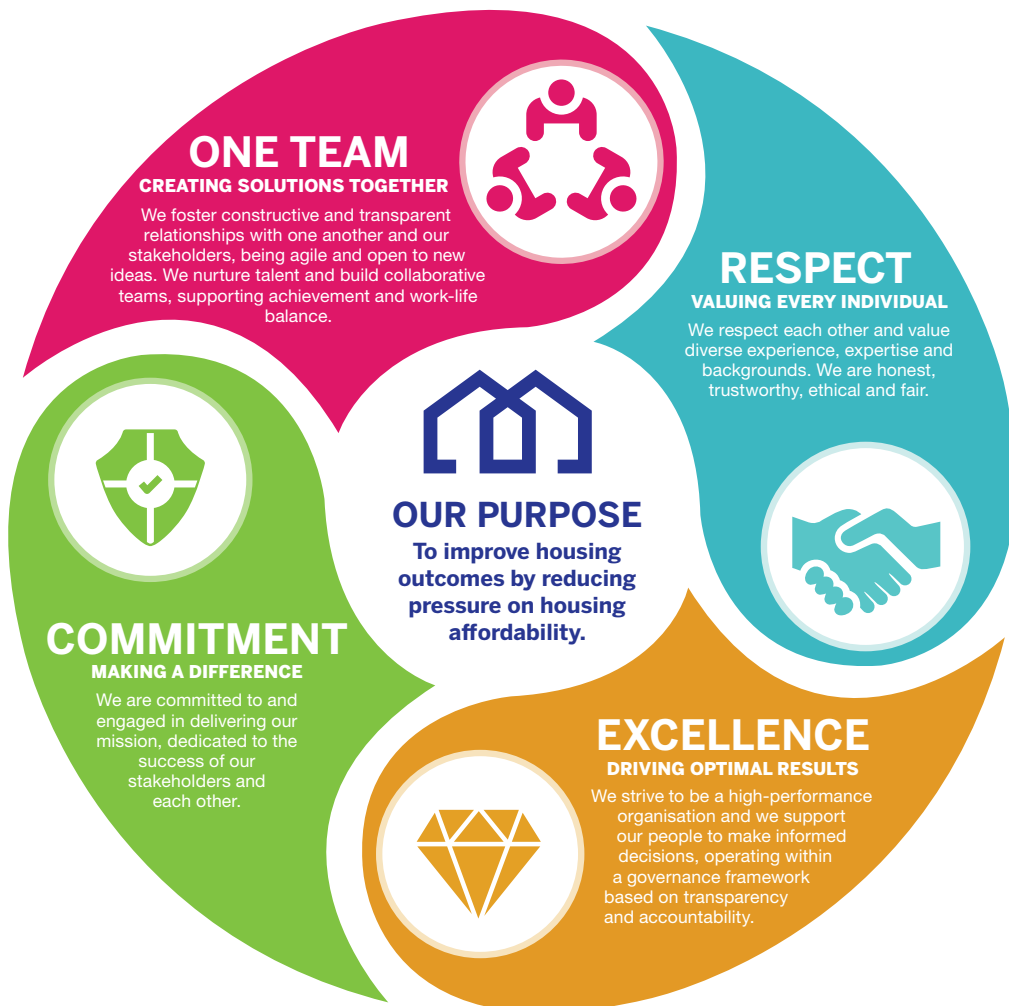 ONE TEAM
CREATING SOLUTIONS TOGETHER
We foster constructive and transparent
relationships with one another and our
stakeholders, being agile and open to new
ideas. We nurture talent and build collaborative
teams, supporting achievement and work-life
balance.
RESPECT
VALUING EVERY INDIVIDUAL
We respect each other and value
diverse experience, expertise and
backgrounds. We are honest,
trustworthy, ethical and fair.
OUR PURPOSE
To improve housing
outcomes by reducing
pressure on housing
affordability.
COMMITMENT
MAKING A DIFFERENCE
We are committed to and
engaged in delivering our
mission, dedicated to the
success of our
stakeholders and
each other.
EXCELLENCE
DRIVING OPTIMAL RESULTS
We strive to be a high-performance
organisation and we support
our people to make informed
decisions, operating within
a governance framework
based on transparency
and accountability.